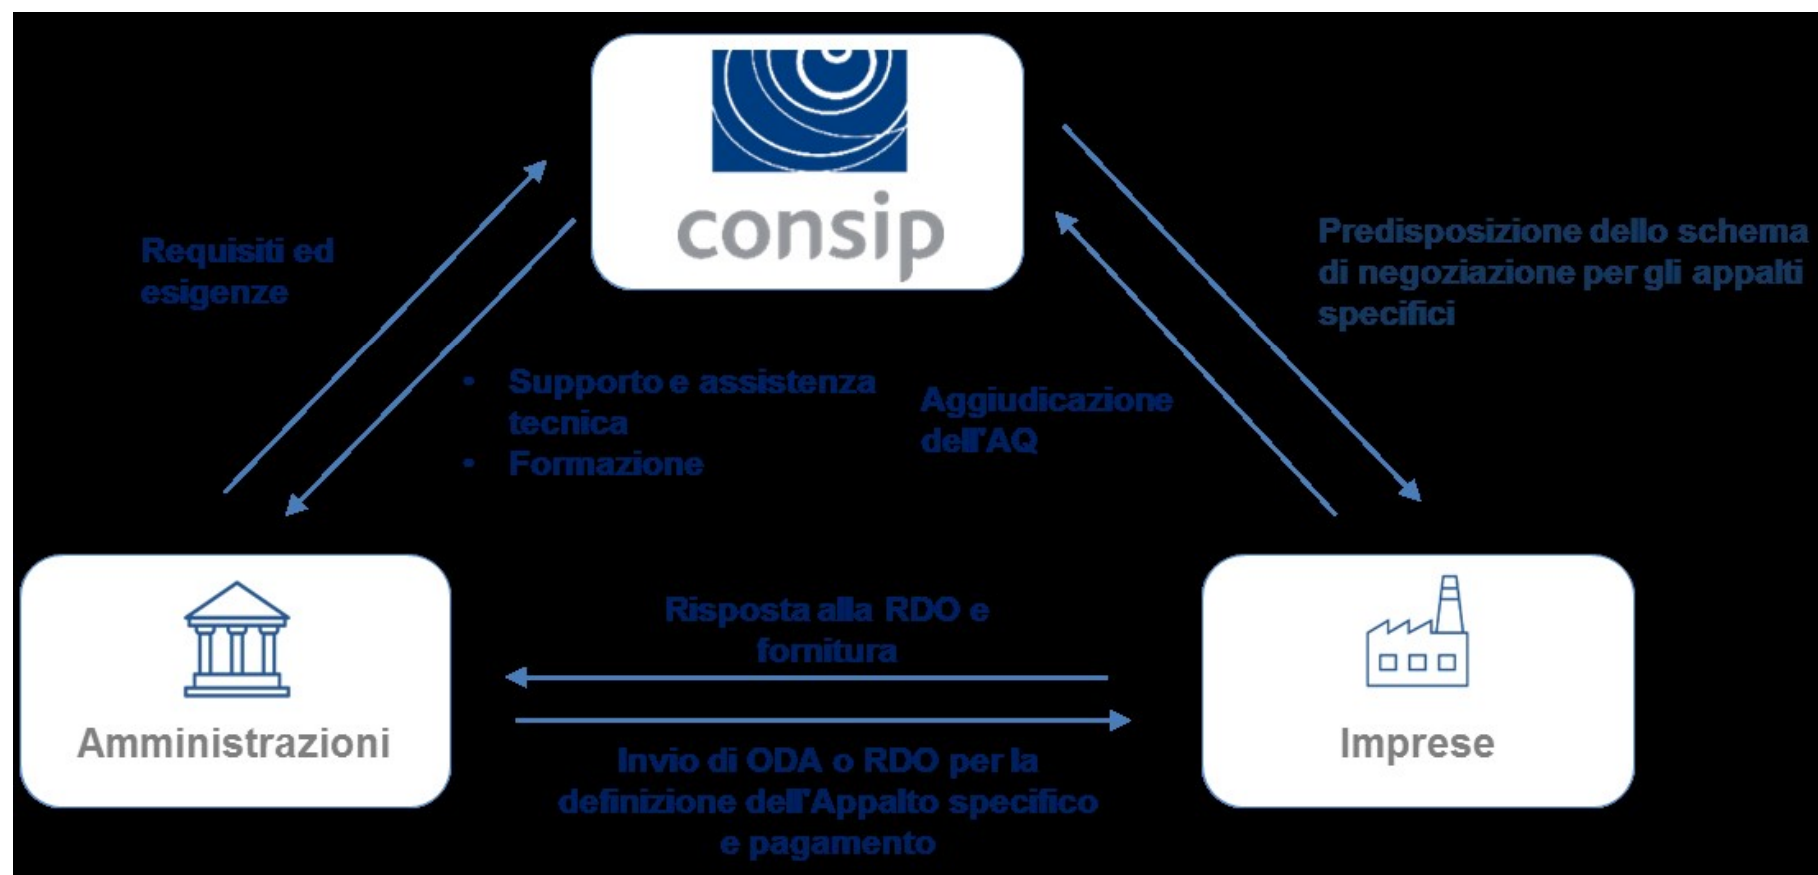 consip
Requisiti ed
esigenze
Predisposizione dello schema
di negoziazione per gli appalti
specifici
• Supporto e assistenza
tecnica
• Formazione
Aggiudicazione
dell'AQ
Risposta alla RDO e
fornitura
Amministrazioni
Imprese
Invio di ODA o RDO per la
definizione dell'Appalto specifico
e pagamento